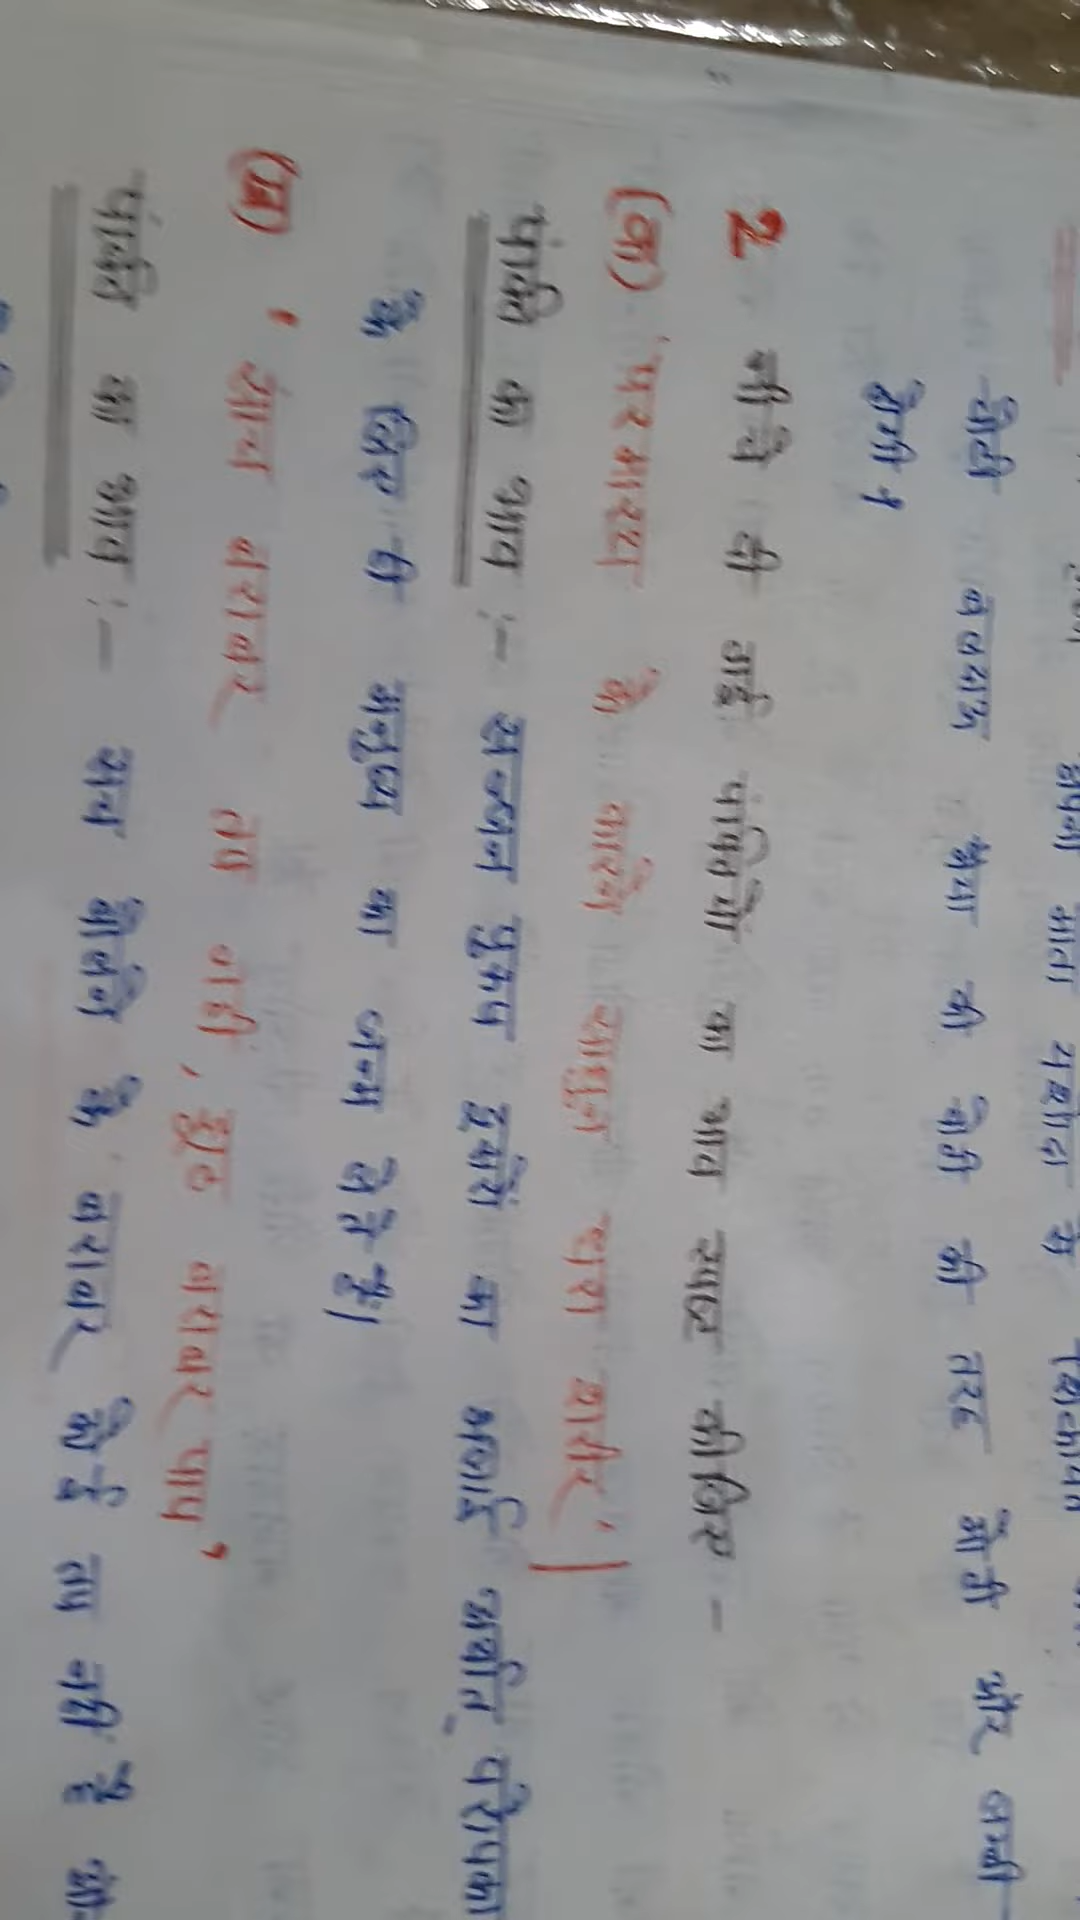 अपना माता यशोदा से
चोटी बलराम भैया की चोटी की तरह मोटी और लम्बी
होगी ।
2 नीचे दी गई पंक्तियों का भाव स्पष्ट कीजिए -
(क) 'परमारथ के कारने साधुन धरा शरीर' |
पंक्ति का भाव :- सज्जन पुरूष दूसरों का भलाई अर्थात परोपका
के लिए ही मनुष्य का जन्म लेते हैं|
(ख) ' सांच बराबर तप नहीं, झूठ बराबर पाप '
पंक्ति का भाव :- सच बोलने के बराबर कोई तप नही है औ